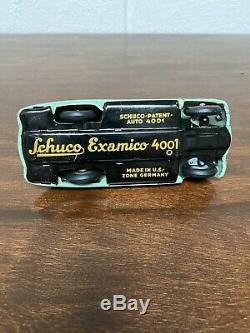 SCHUCO-PATENT-
AUTO 4001
Schuco Examico 4001
MADE IN U.S.-
ZONE GERMANY